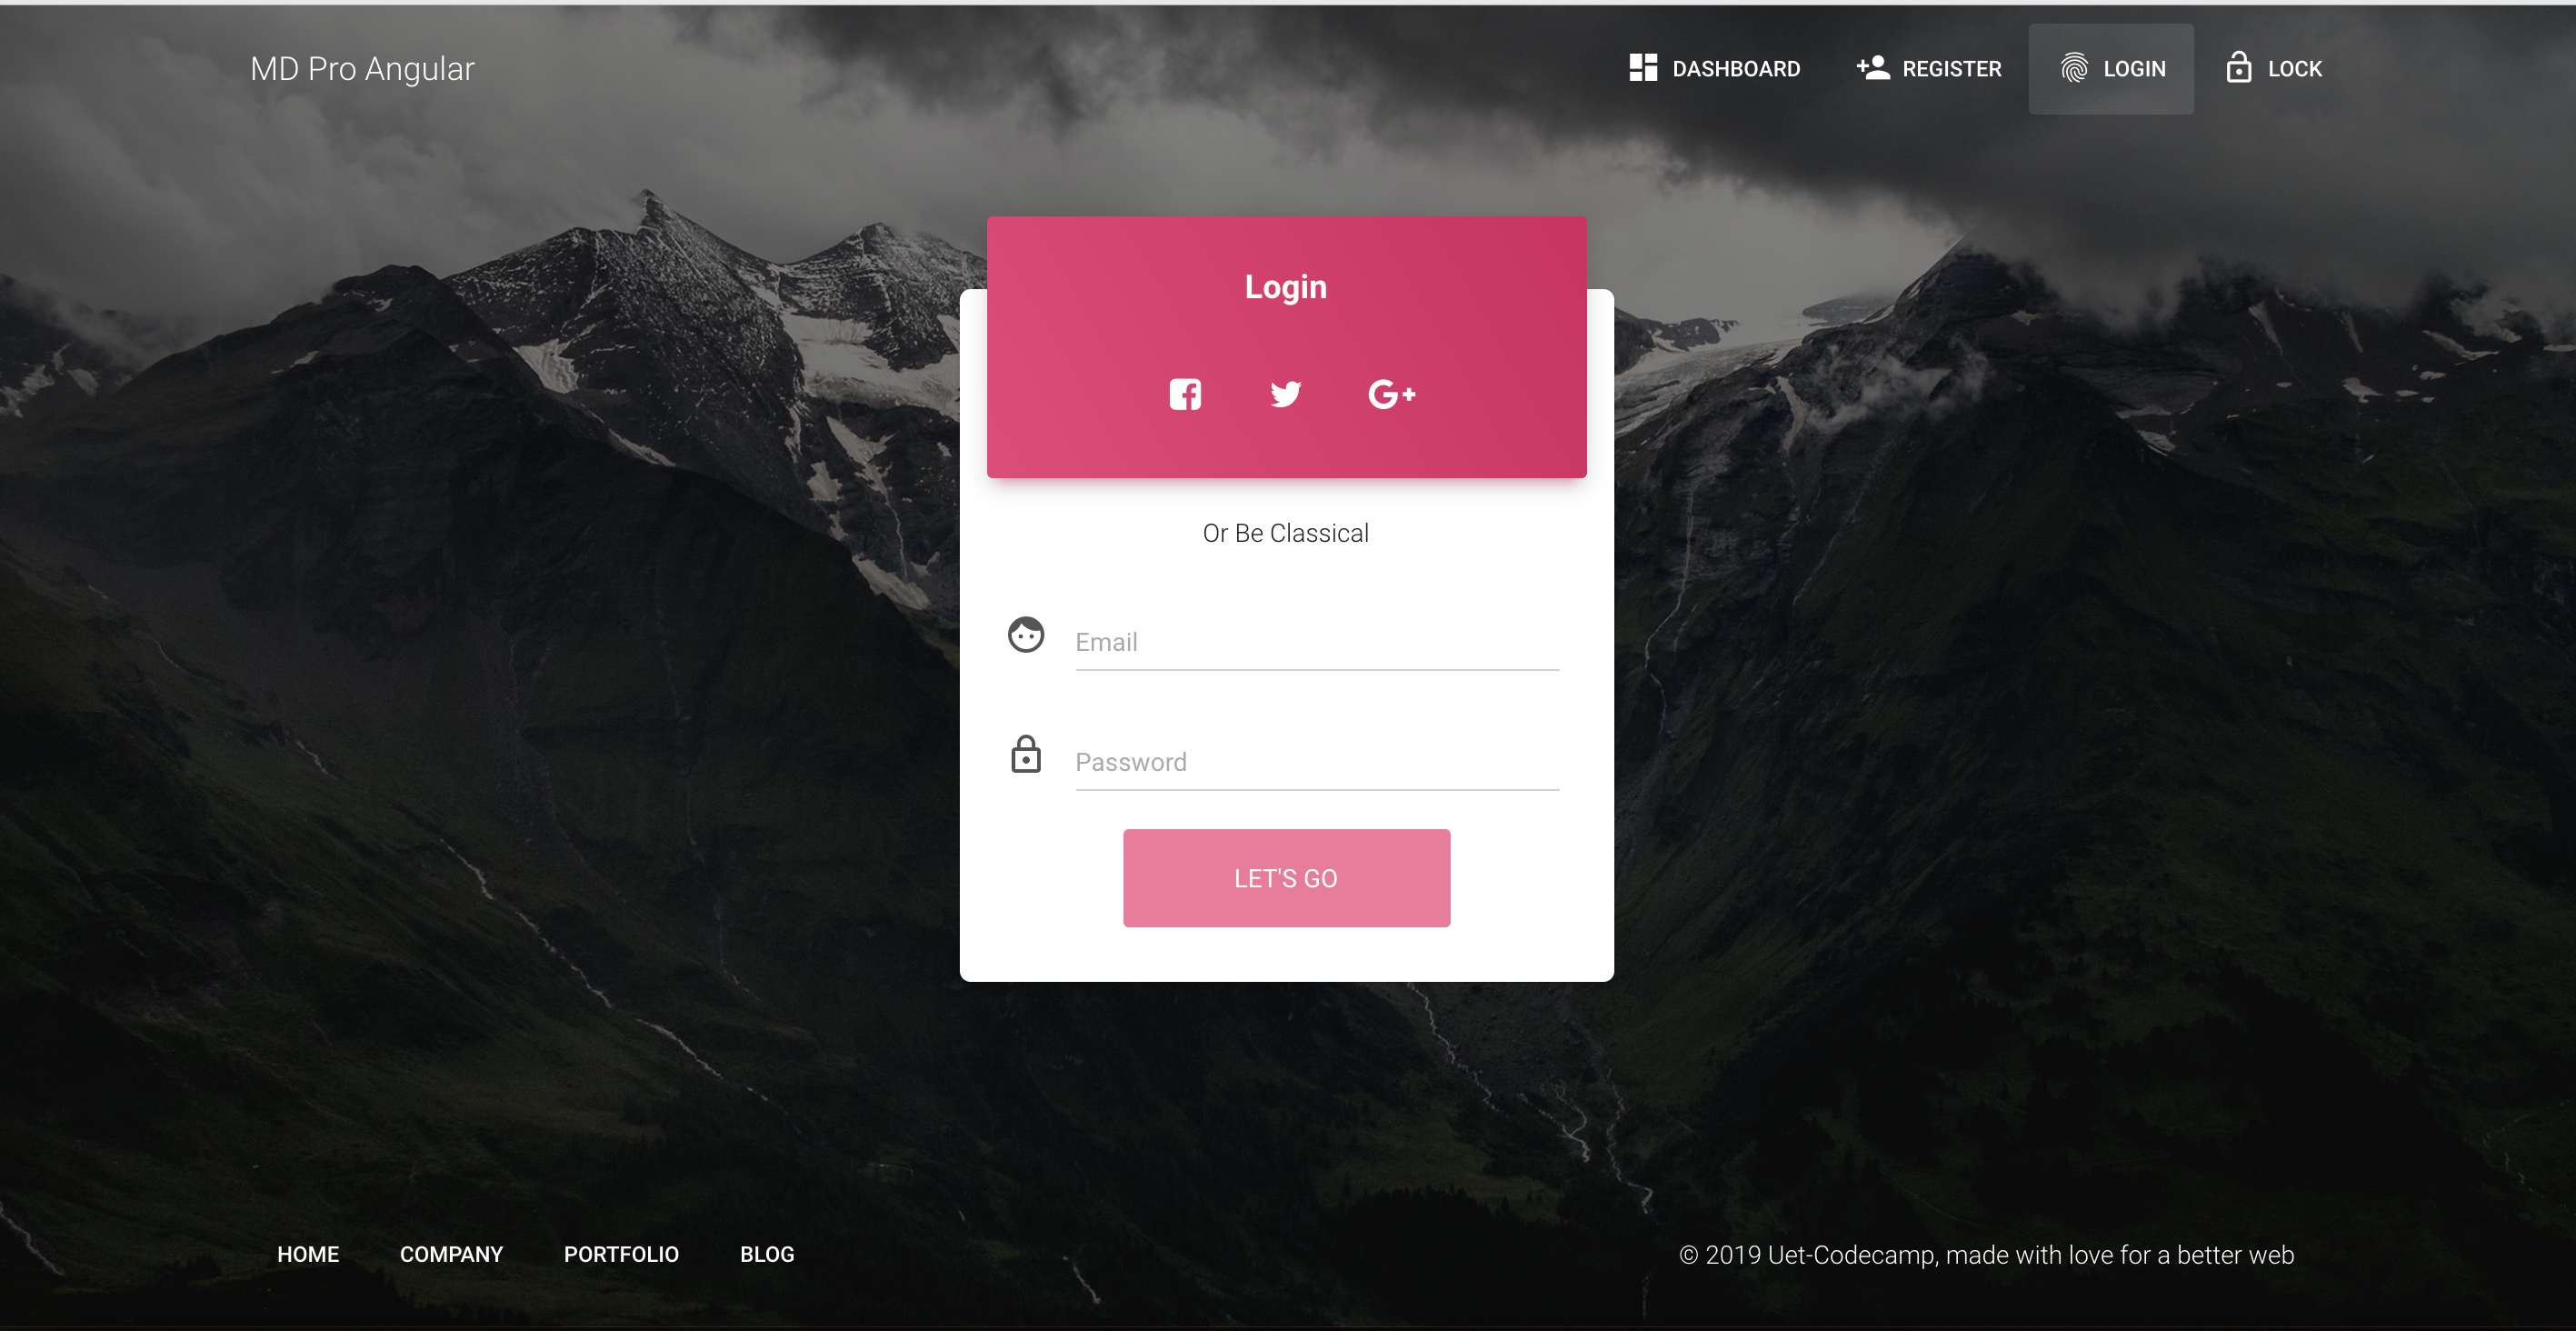 MD Pro Angular
DASHBOARD
REGISTER
LOGIN
LOCK
Login
Or Be Classical
Email
Password
LET'S GO
HOME
COMPANY
PORTFOLIO
BLOG
© 2019 Uet-Codecamp, made with love for a better web